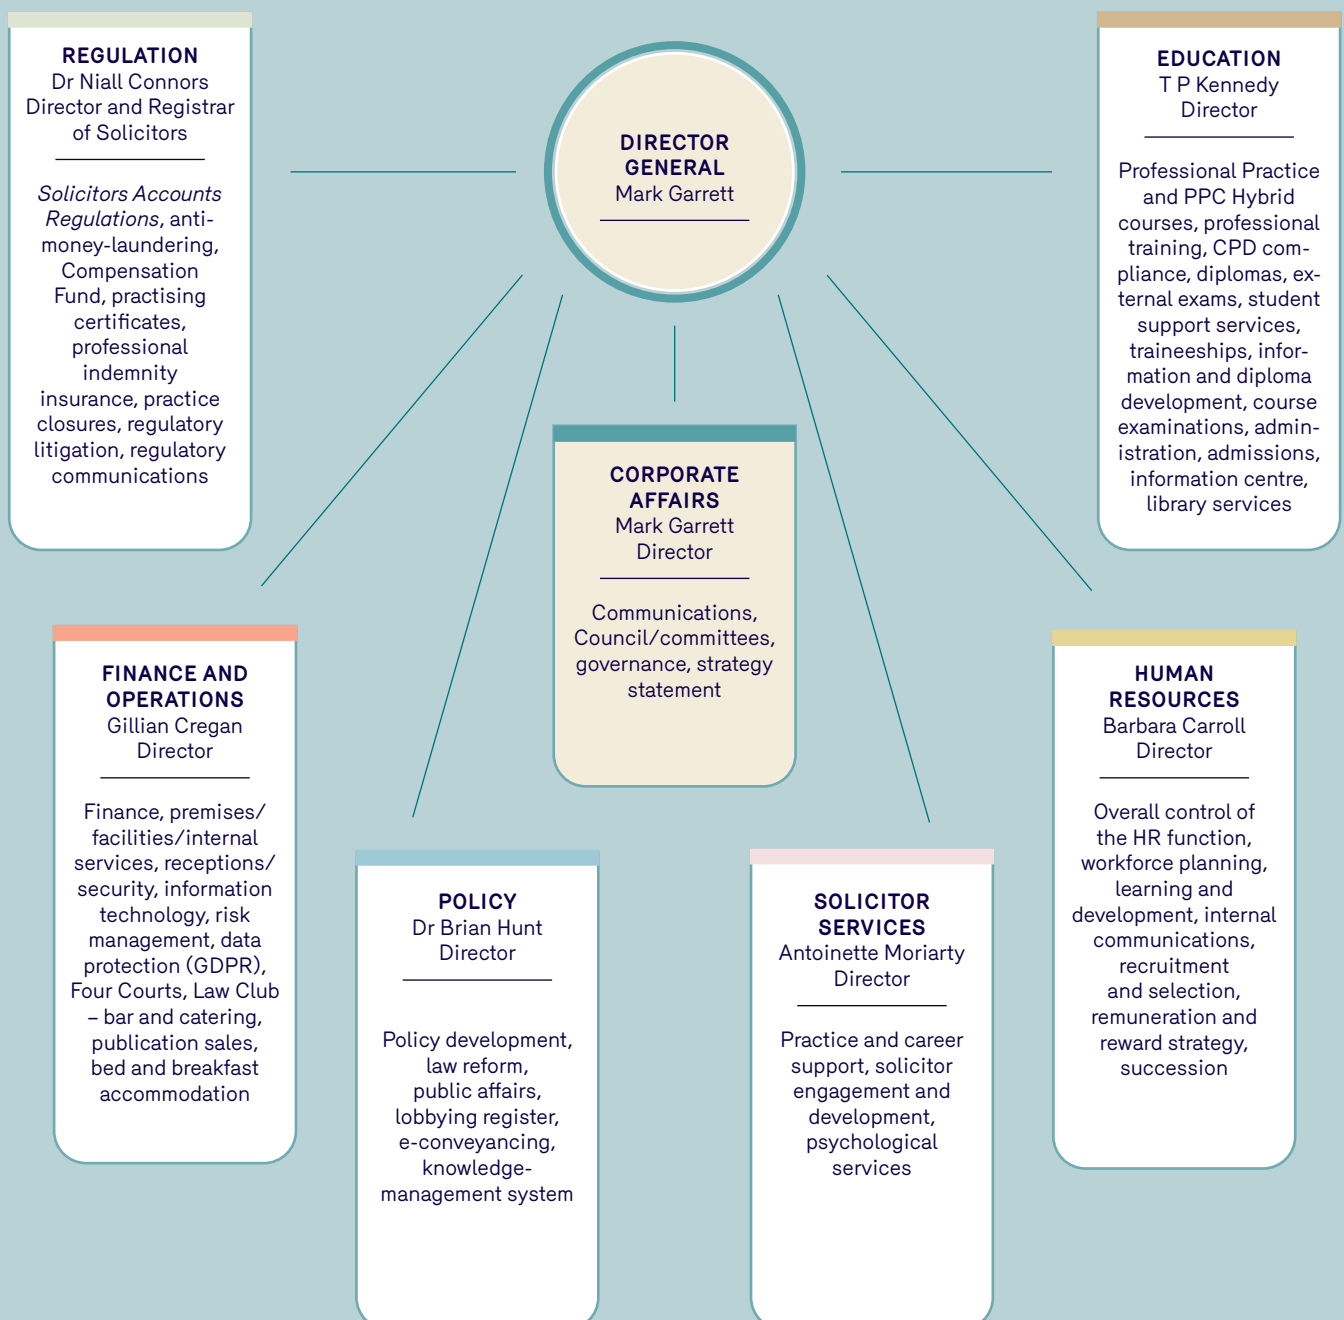 REGULATION
Dr Niall Connors
Director and Registrar
of Solicitors
Solicitors Accounts
Regulations, anti-
money-laundering,
Compensation
Fund, practising
certificates,
professional
indemnity
insurance, practice
closures, regulatory
litigation, regulatory
communications
DIRECTOR
GENERAL
Mark Garrett
EDUCATION
T P Kennedy
Director
Professional Practice
and PPC Hybrid
courses, professional
training, CPD com-
pliance, diplomas, ex-
ternal exams, student
support services,
traineeships, infor-
mation and diploma
development, course
examinations, admin-
istration, admissions,
information centre,
library services
CORPORATE
AFFAIRS
Mark Garrett
Director
Communications,
Council/committees,
governance, strategy
statement
FINANCE AND
OPERATIONS
Gillian Cregan
Director
Finance, premises/
facilities/internal
services, receptions/
security, information
technology, risk
management, data
protection (GDPR),
Four Courts, Law Club
– bar and catering,
publication sales,
bed and breakfast
accommodation
POLICY
Dr Brian Hunt
Director
Policy development,
law reform,
public affairs,
lobbying register,
e-conveyancing,
knowledge-
management system
SOLICITOR
SERVICES
Antoinette Moriarty
Director
Practice and career
support, solicitor
engagement and
development,
psychological
services
HUMAN
RESOURCES
Barbara Carroll
Director
Overall control of
the HR function,
workforce planning,
learning and
development, internal
communications,
recruitment
and selection,
remuneration and
reward strategy,
succession